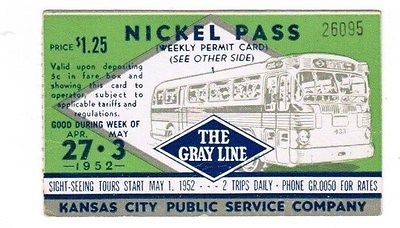 NICKEL PASS
26095
PRICE $1.25
(WEEKLY PERMIT CARD)
(SEE OTHER SIDE)
Valid upon depositing
5c in fare box and
showing this card to
operator, subject to
applicable tariffs and
regulations.
GOOD DURING WEEK OF
APR. MAY
27 · 3
— 1952 —
433
THE
GRAY LINE
SIGHT-SEEING TOURS START MAY 1, 1952 --- 2 TRIPS DAILY - PHONE GR.0050 FOR RATES
KANSAS CITY PUBLIC SERVICE COMPANY